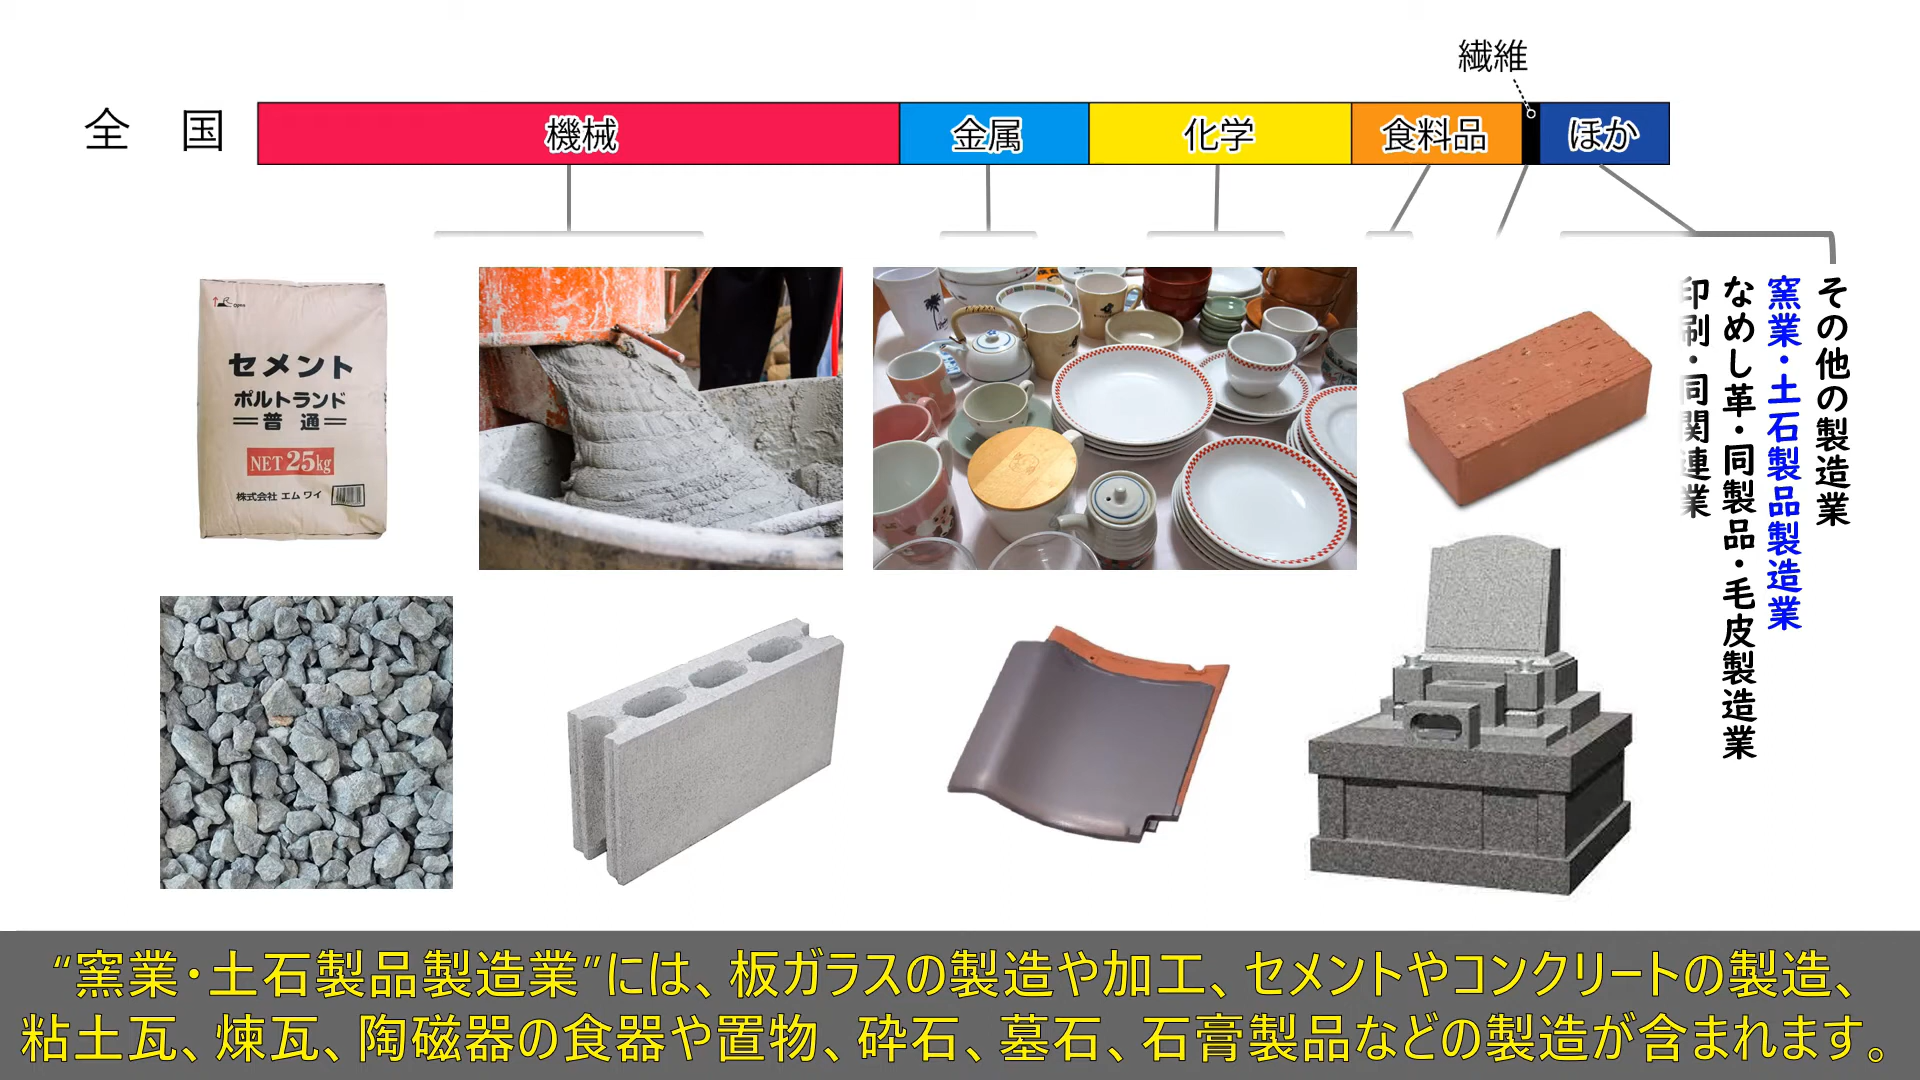 繊維
全国
機械
金属
化学
食料品
ほか
その他の製造業
窯業・土石製品製造業
なめし革・同製品・毛皮製造業
印刷・同関連業
セメント
ポルトランド
普通
NET 25kg
株式会社 エム ワイ
“窯業・土石製品製造業”には、板ガラスの製造や加工、セメントやコンクリートの製造、
粘土瓦、煉瓦、陶磁器の食器や置物、砕石、墓石、石膏製品などの製造が含まれます。